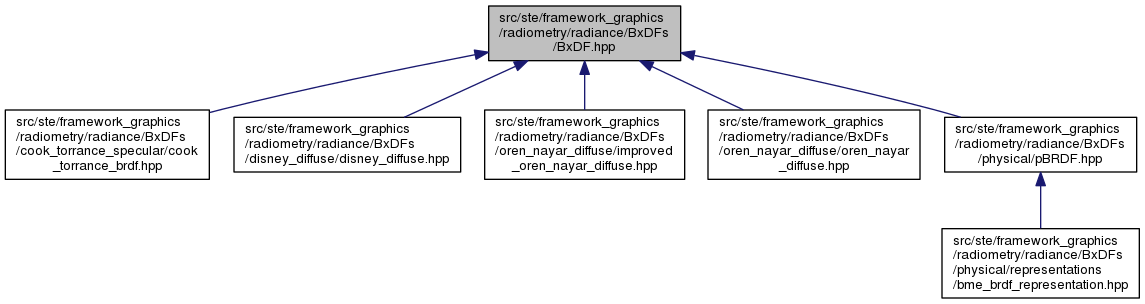 src/ste/framework_graphics
/radiometry/radiance/BxDFs
/BxDF.hpp
src/ste/framework_graphics
/radiometry/radiance/BxDFs
/cook_torrance_specular/cook
_torrance_brdf.hpp
src/ste/framework_graphics
/radiometry/radiance/BxDFs
/disney_diffuse/disney_diffuse.hpp
src/ste/framework_graphics
/radiometry/radiance/BxDFs
/oren_nayar_diffuse/improved
_oren_nayar_diffuse.hpp
src/ste/framework_graphics
/radiometry/radiance/BxDFs
/oren_nayar_diffuse/oren_nayar
_diffuse.hpp
src/ste/framework_graphics
/radiometry/radiance/BxDFs
/physical/pBRDF.hpp
src/ste/framework_graphics
/radiometry/radiance/BxDFs
/physical/representations
/bme_brdf_representation.hpp